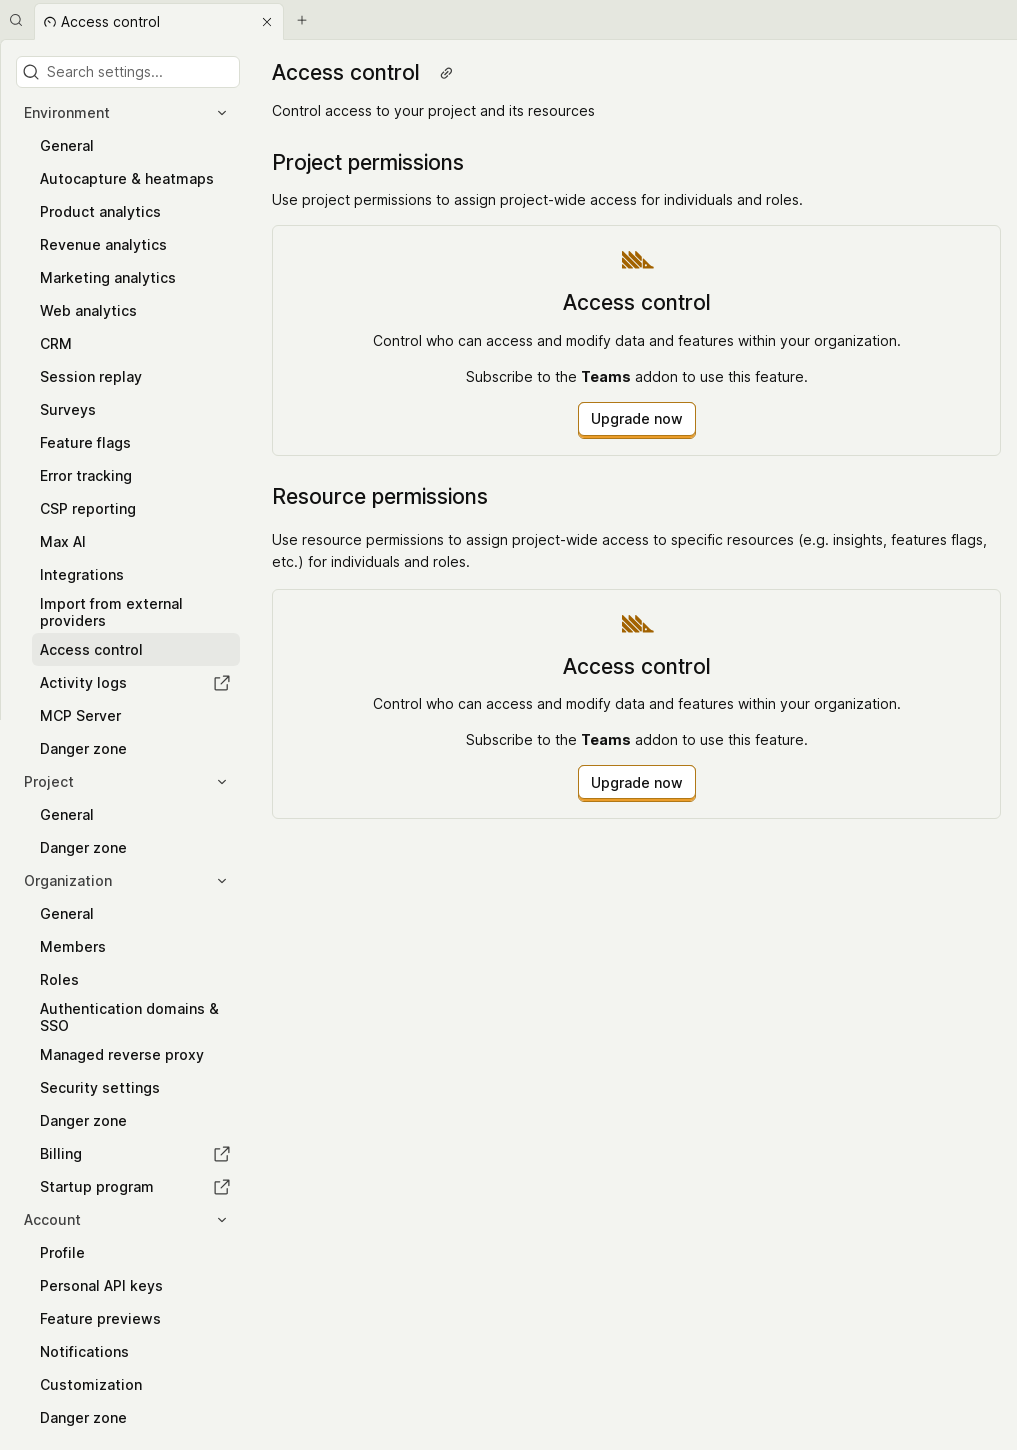 Access control
Search settings...
Environment
General
Autocapture & heatmaps
Product analytics
Revenue analytics
Marketing analytics
Web analytics
CRM
Session replay
Surveys
Feature flags
Error tracking
CSP reporting
Max AI
Integrations
Import from external
providers
Access control
Activity logs
MCP Server
Danger zone
Project
General
Danger zone
Organization
General
Members
Roles
Authentication domains &
SSO
Managed reverse proxy
Security settings
Danger zone
Billing
Startup program
Account
Profile
Personal API keys
Feature previews
Notifications
Customization
Danger zone
Access control
Control access to your project and its resources
Project permissions
Use project permissions to assign project-wide access for individuals and roles.
Access control
Control who can access and modify data and features within your organization.
Subscribe to the Teams addon to use this feature.
Upgrade now
Resource permissions
Use resource permissions to assign project-wide access to specific resources (e.g. insights, features flags,
etc.) for individuals and roles.
Access control
Control who can access and modify data and features within your organization.
Subscribe to the Teams addon to use this feature.
Upgrade now